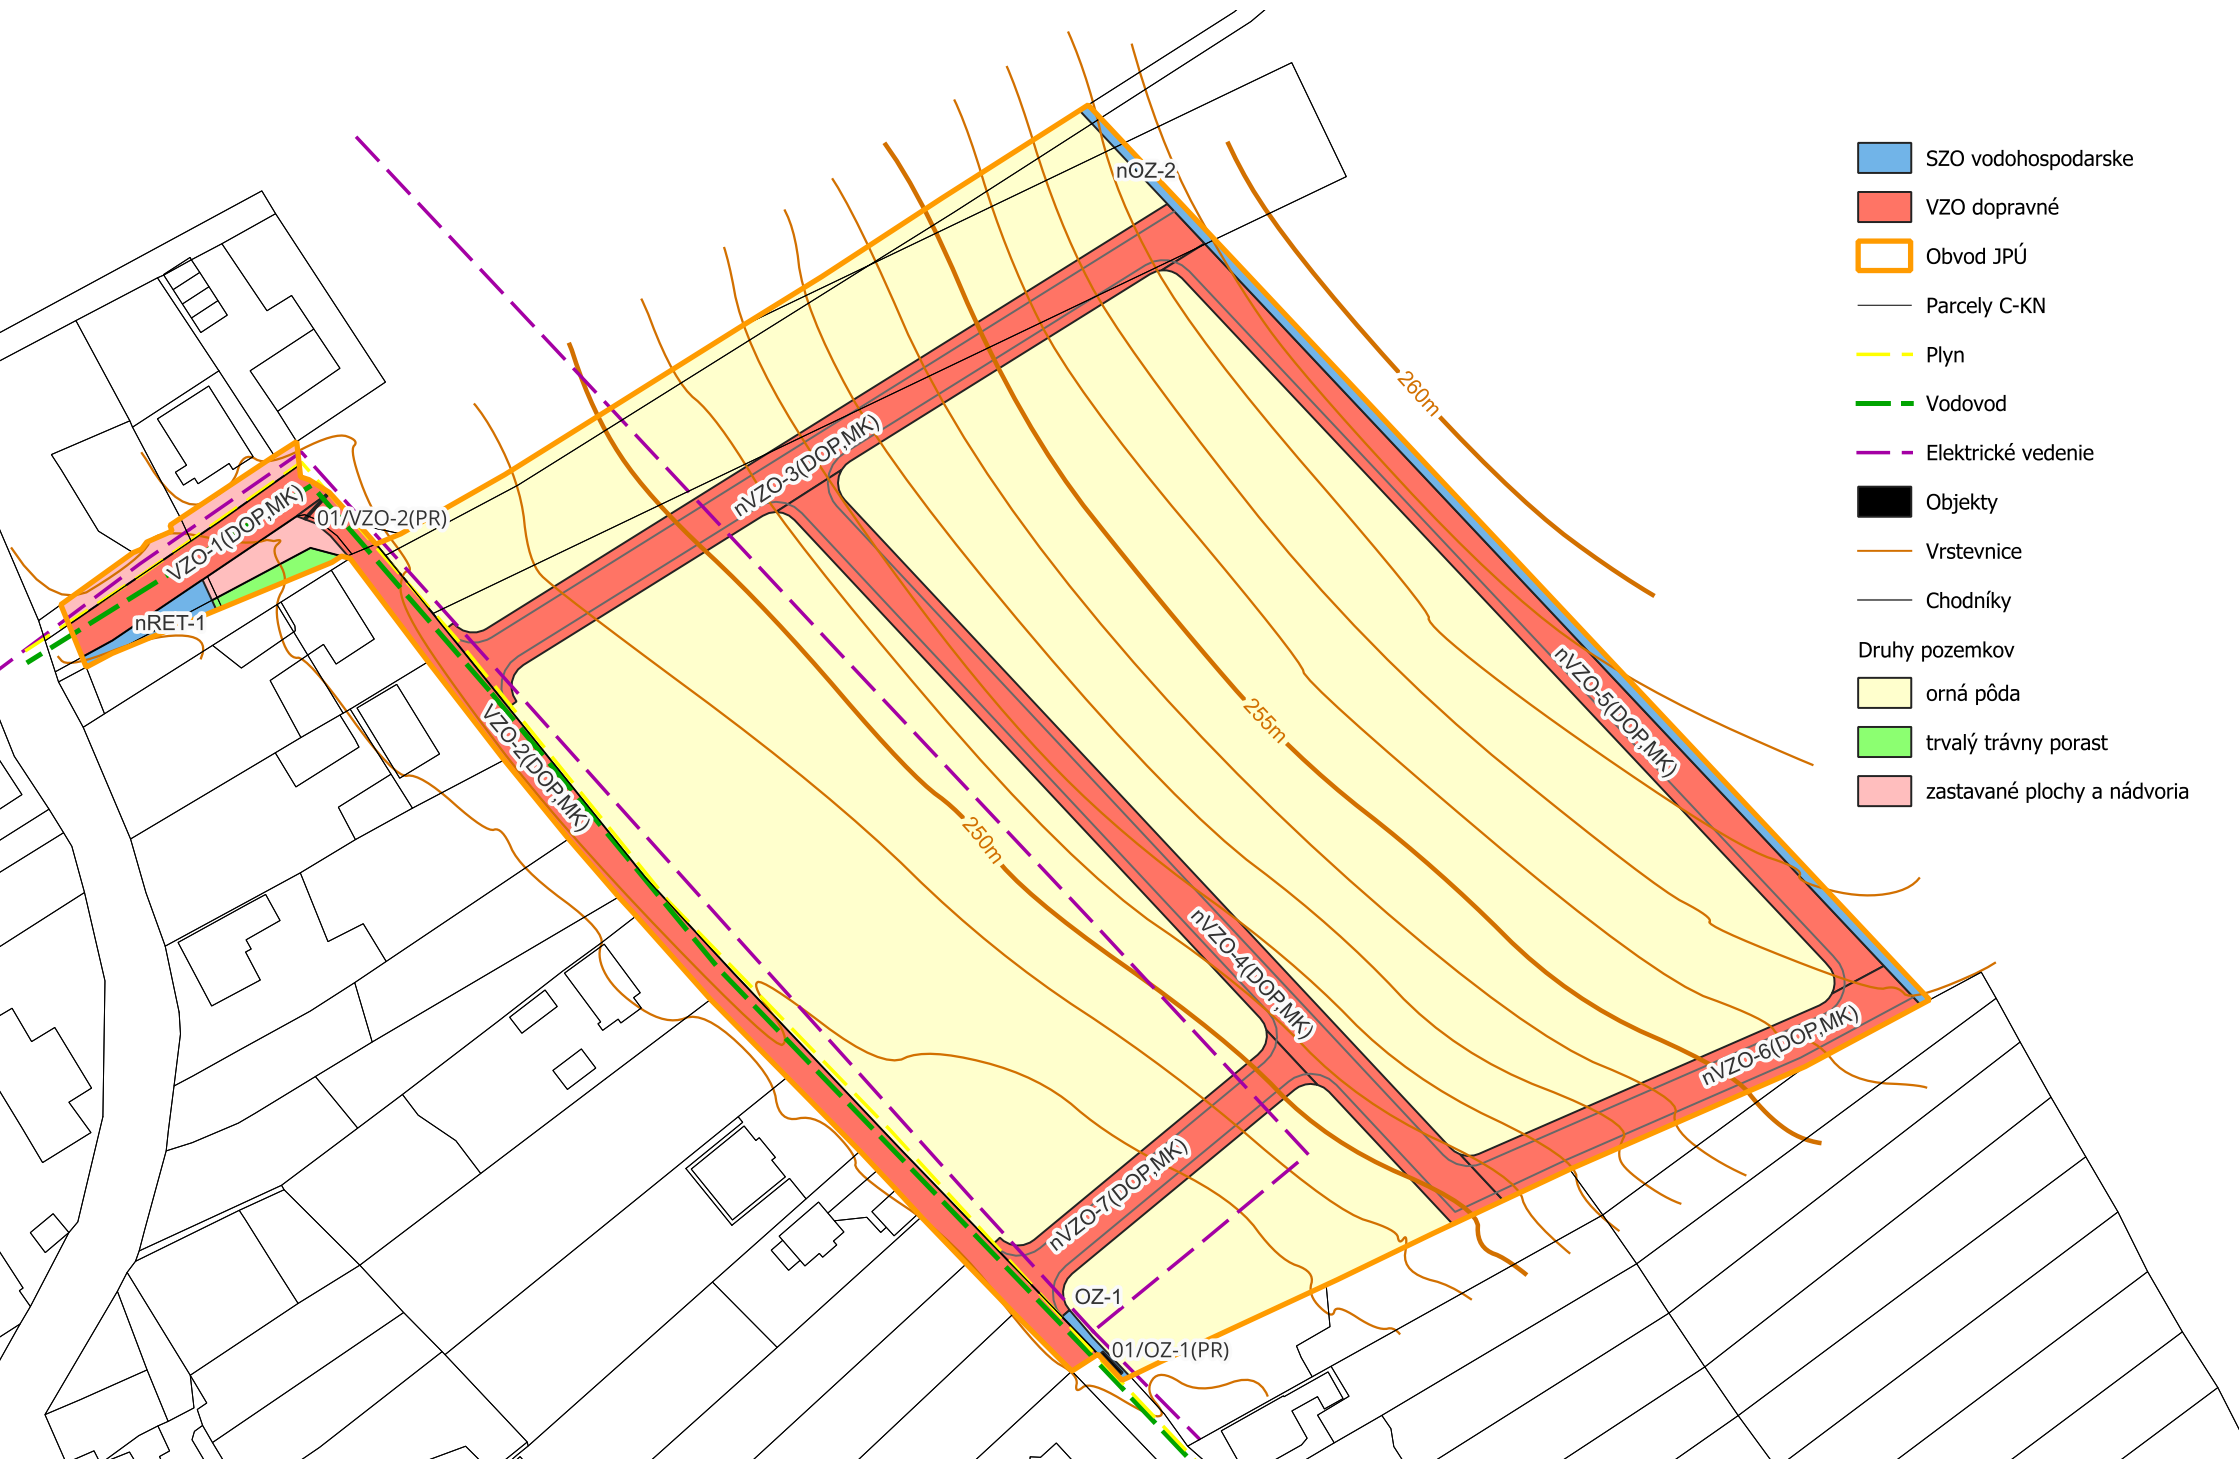 nOZ-2
260m
nVZO-3(DOP,MK)
VZO-1(DOP,MK)
01/VZO-2(PR)
nRET-1
nVZO-5(DOP,MK)
255m
VZO-2(DOP,MK)
250m
nVZO-4(DOP,MK)
nVZO-6(DOP,MK)
nVZO-7(DOP,MK)
OZ-1
01/OZ-1(PR)
SZO vodohospodarske
VZO dopravné
Obvod JPÚ
Parcely C-KN
Plyn
Vodovod
Elektrické vedenie
Objekty
Vrstevnice
Chodníky
Druhy pozemkov
orná pôda
trvalý trávny porast
zastavané plochy a nádvoria